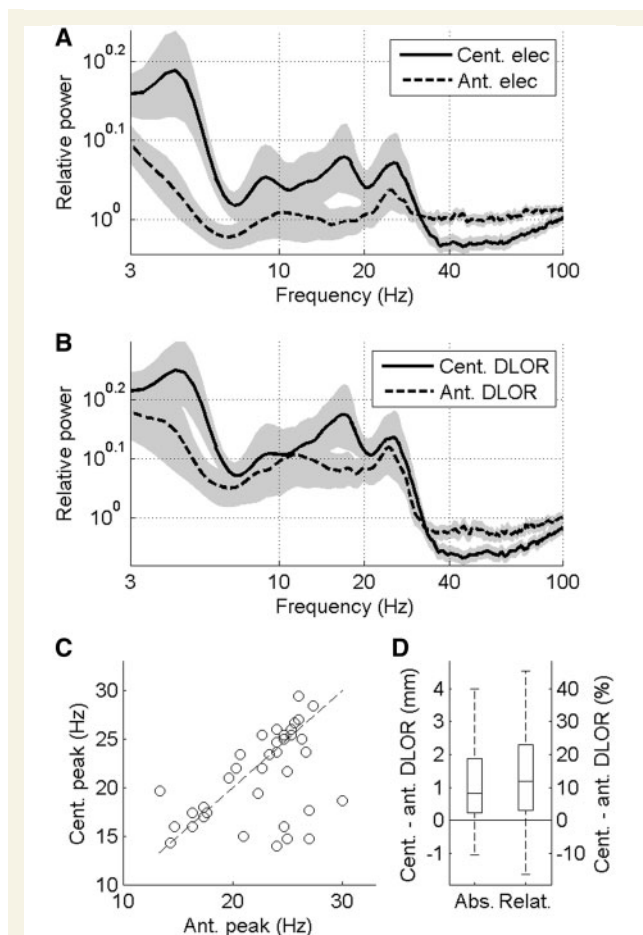 A
Relative power
10^0.2
10^0.1
10^0
Cent. elec
Ant. elec
3 10 20 40 100
Frequency (Hz)
B
Relative power
10^0.2
10^0.1
10^0
Cent. DLOR
Ant. DLOR
3 10 20 40 100
Frequency (Hz)
C
Cent. peak (Hz)
30
25
20
15
10
10 20 30
Ant. peak (Hz)
D
Cent. - ant. DLOR (mm)
4
3
2
1
0
-1
Abs. Relat.
40
30
20
10
0
-10
Cent. - ant. DLOR (%)